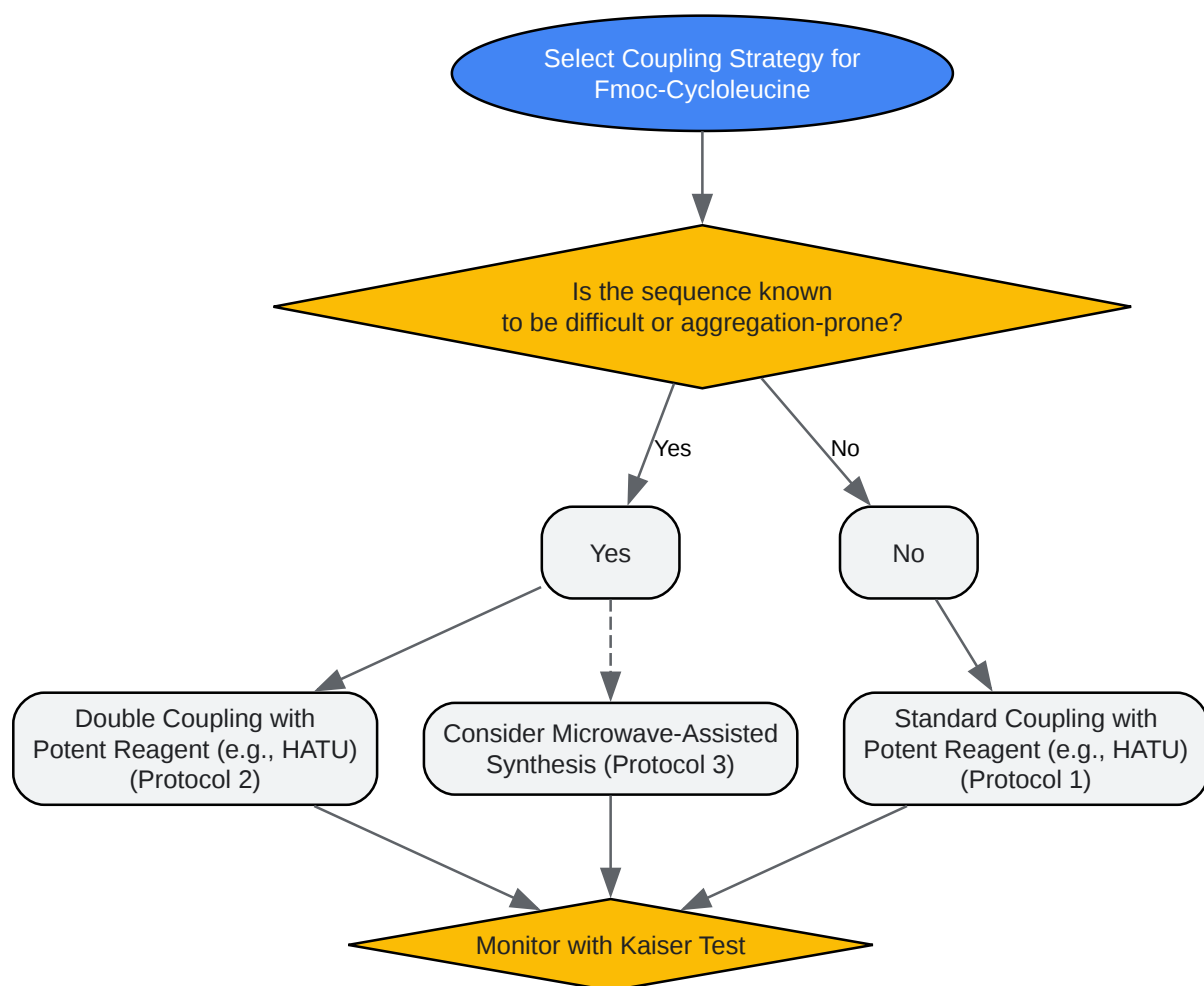 Select Coupling Strategy for
Fmoc-Cycloleucine
Is the sequence known
to be difficult or aggregation-prone?
Yes
No
Yes
No
Double Coupling with
Potent Reagent (e.g., HATU)
(Protocol 2)
Consider Microwave-Assisted
Synthesis (Protocol 3)
Standard Coupling with
Potent Reagent (e.g., HATU)
(Protocol 1)
Monitor with Kaiser Test